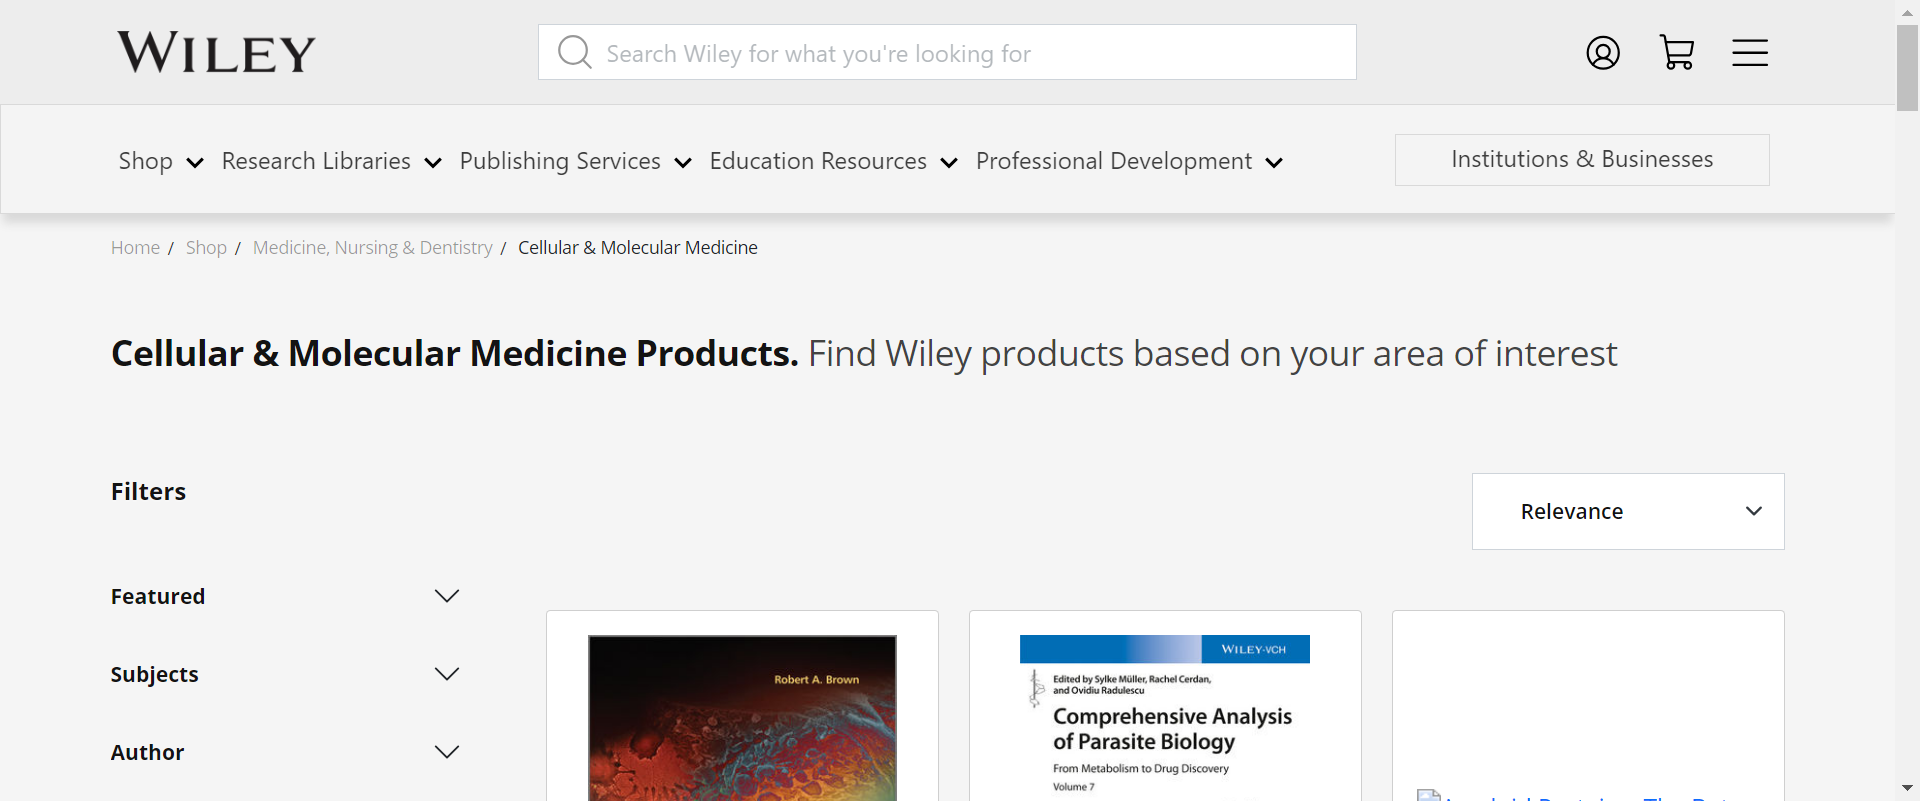 WILEY
Search Wiley for what you're looking for
Shop Research Libraries Publishing Services Education Resources Professional Development Institutions & Businesses
Home / Shop / Medicine, Nursing & Dentistry / Cellular & Molecular Medicine
Cellular & Molecular Medicine Products. Find Wiley products based on your area of interest
Filters
Relevance
Featured
Subjects
Author
Robert A. Brown
WILEY-VCH
Edited by Sylke Müller, Rachel Cerdan,
and Ovidiu Radulescu
Comprehensive Analysis
of Parasite Biology
From Metabolism to Drug Discovery
Volume 7